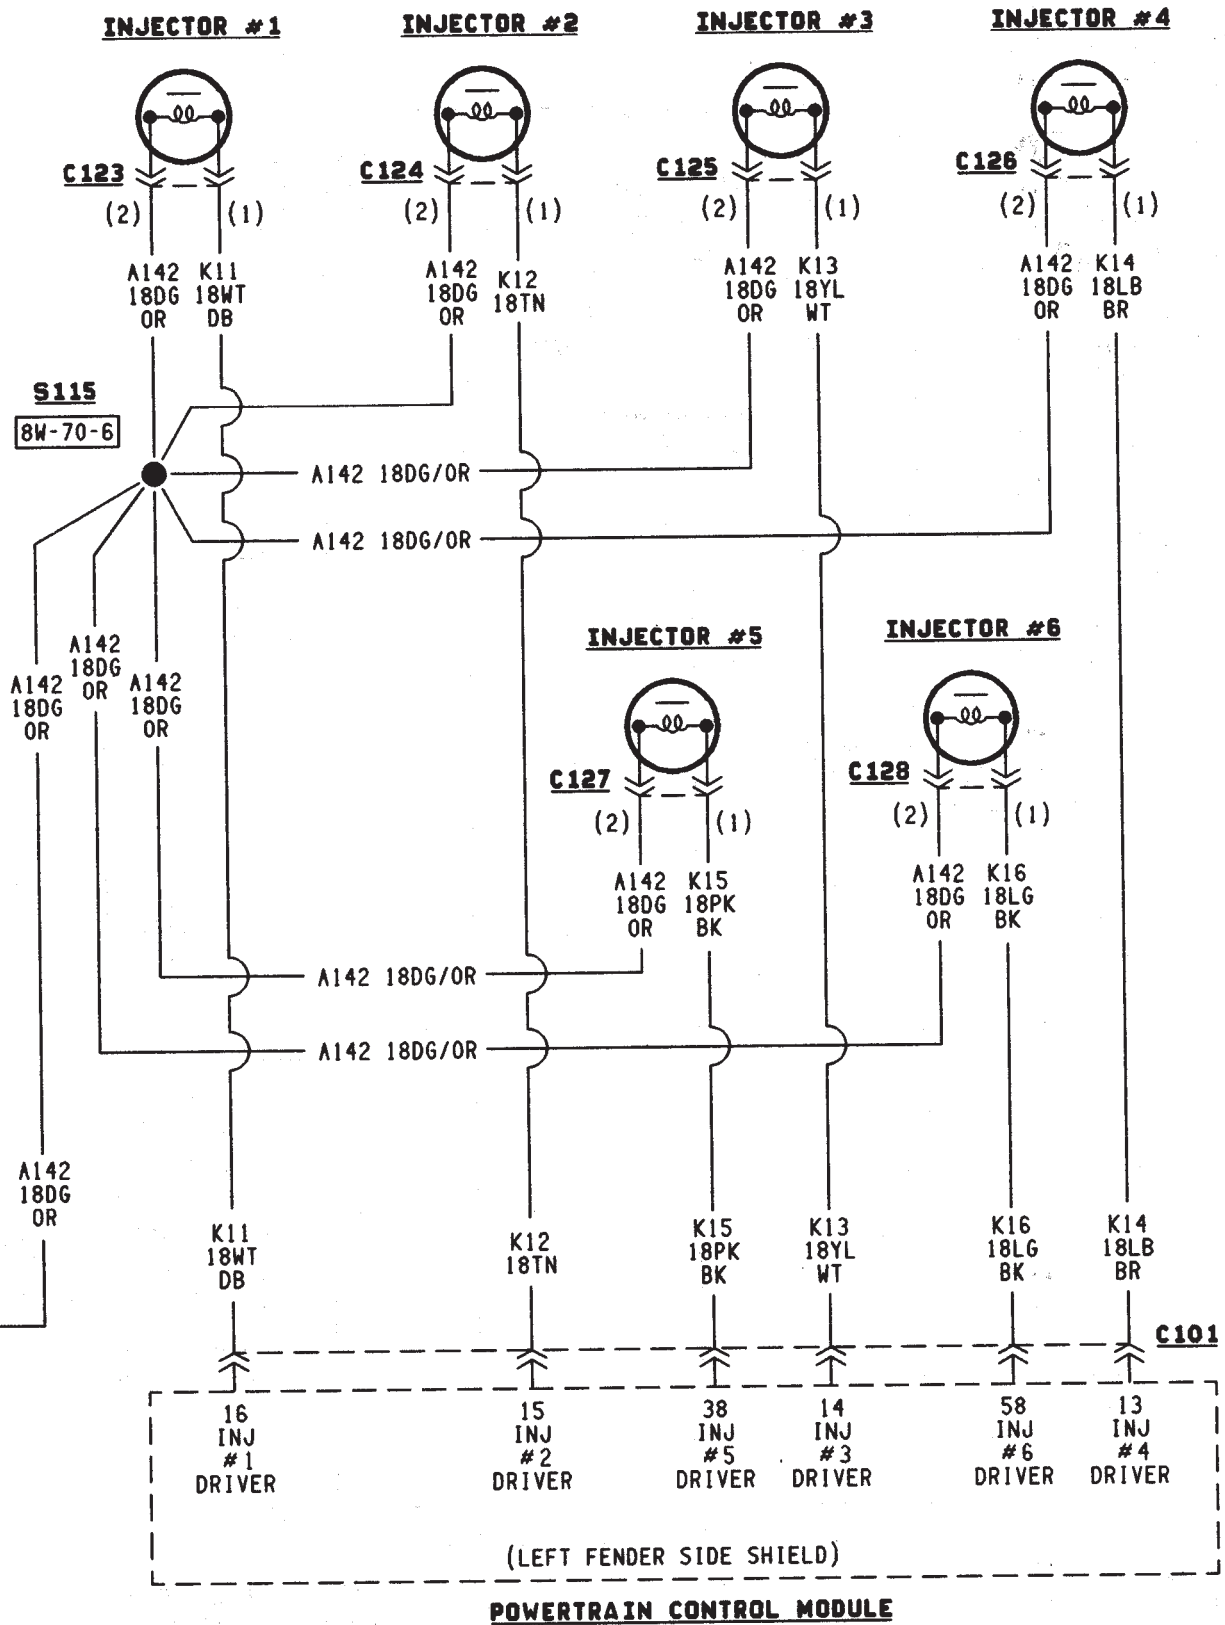 INJECTOR #1
INJECTOR #2
INJECTOR #3
INJECTOR #4
C123
C124
C125
C126
(2)
(1)
(2)
(1)
(2)
(1)
(2)
(1)
A142
18DG
OR
K11
18WT
DB
A142
18DG
OR
K12
18TN
A142
18DG
OR
K13
18YL
WT
A142
18DG
OR
K14
18LB
BR
S115
8W-70-6
A142 18DG/OR
A142 18DG/OR
INJECTOR #5
INJECTOR #6
A142
18DG
OR
A142
18DG
OR
A142
18DG
OR
C127
C128
(2)
(1)
(2)
(1)
A142
18DG
OR
K15
18PK
BK
A142
18DG
OR
K16
18LG
BK
A142 18DG/OR
A142 18DG/OR
A142
18DG
OR
K11
18WT
DB
K12
18TN
K15
18PK
BK
K13
18YL
WT
K16
18LG
BK
K14
18LB
BR
C101
16
INJ
#1
DRIVER
15
INJ
#2
DRIVER
38
INJ
#5
DRIVER
14
INJ
#3
DRIVER
58
INJ
#6
DRIVER
13
INJ
#4
DRIVER
(LEFT FENDER SIDE SHIELD)
POWERTRAIN CONTROL MODULE